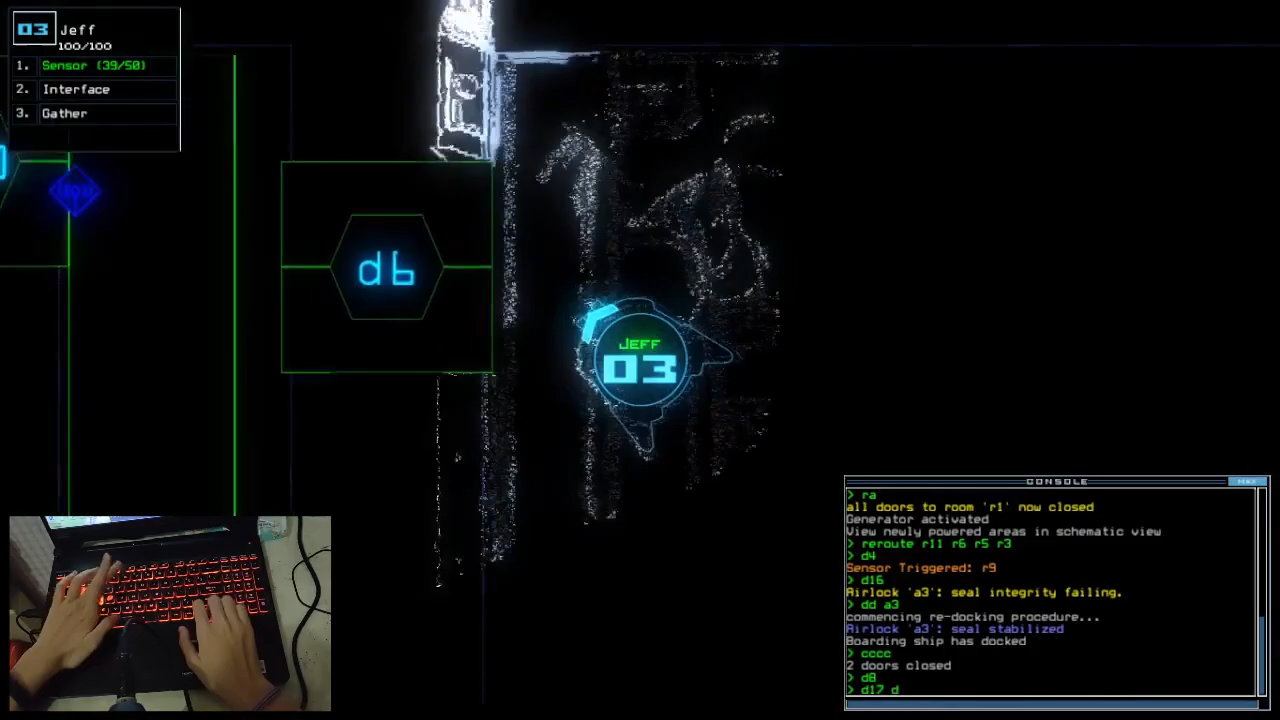 03 Jeff
100/100
1. Sensor (39/50)
2. Interface
3. Gather
d6
JEFF
03
CONSOLE
> ra
all doors to room 'r1' now closed
Generator activated
View newly powered areas in schematic view
> reroute r11 r6 r5 r3
> d4
Sensor Triggered: r9
> d16
Airlock 'a3': seal integrity failing.
> dd a3
commencing re-docking procedure...
Airlock 'a3': seal stabilized
Boarding ship has docked
> cccc
2 doors closed
> d8
> d17 d